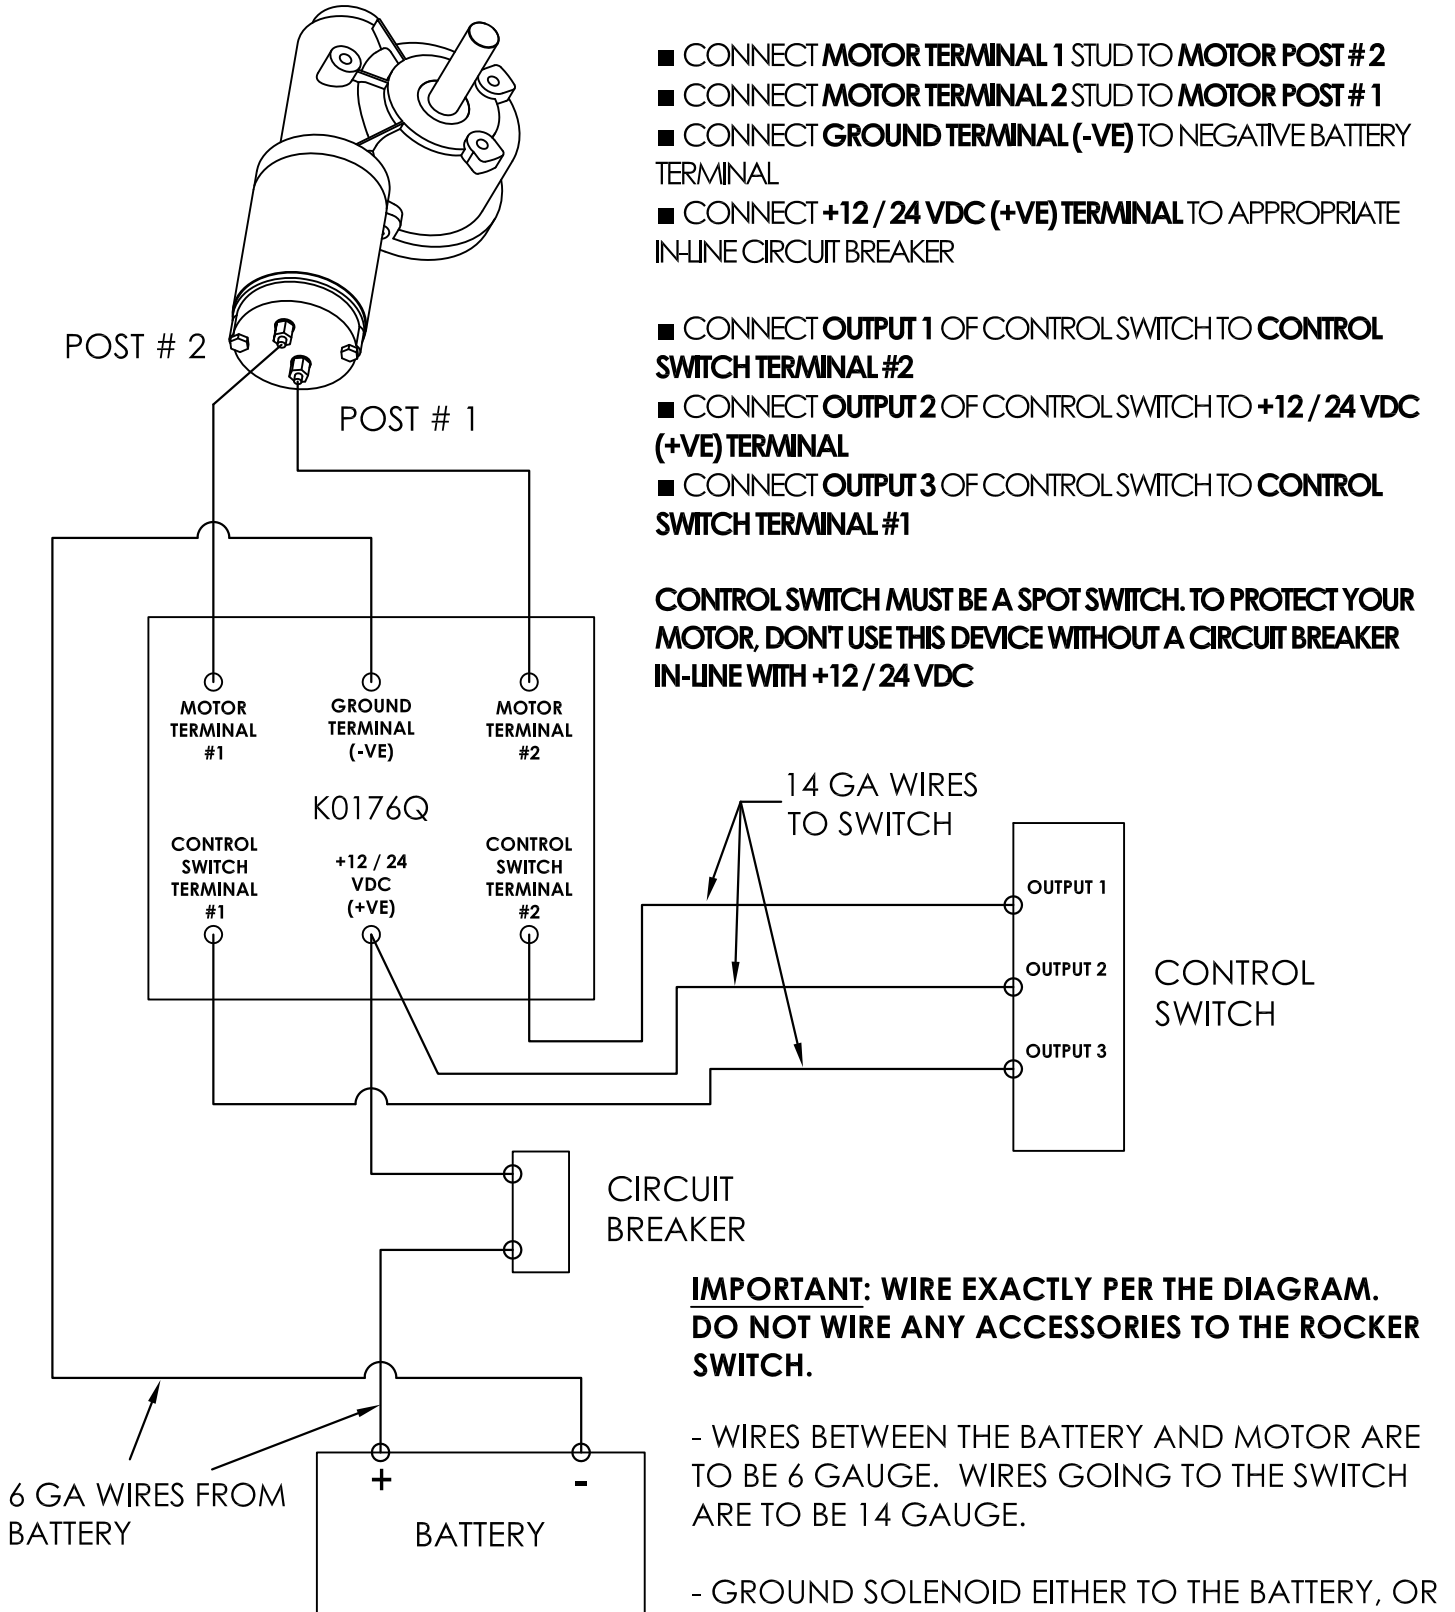 ■ CONNECT MOTOR TERMINAL 1 STUD TO MOTOR POST # 2
■ CONNECT MOTOR TERMINAL 2 STUD TO MOTOR POST # 1
■ CONNECT GROUND TERMINAL (-VE) TO NEGATIVE BATTERY
TERMINAL
■ CONNECT +12 / 24 VDC (+VE) TERMINAL TO APPROPRIATE
IN-LINE CIRCUIT BREAKER
■ CONNECT OUTPUT 1 OF CONTROL SWITCH TO CONTROL
SWITCH TERMINAL #2
■ CONNECT OUTPUT 2 OF CONTROL SWITCH TO +12 / 24 VDC
(+VE) TERMINAL
■ CONNECT OUTPUT 3 OF CONTROL SWITCH TO CONTROL
SWITCH TERMINAL #1
CONTROL SWITCH MUST BE A SPOT SWITCH. TO PROTECT YOUR
MOTOR, DON'T USE THIS DEVICE WITHOUT A CIRCUIT BREAKER
IN-LINE WITH +12 / 24 VDC
POST # 2
POST # 1
MOTOR
TERMINAL
#1
GROUND
TERMINAL
(-VE)
MOTOR
TERMINAL
#2
K0176Q
CONTROL
SWITCH
TERMINAL
#1
+12 / 24
VDC
(+VE)
CONTROL
SWITCH
TERMINAL
#2
14 GA WIRES
TO SWITCH
OUTPUT 1
OUTPUT 2
OUTPUT 3
CONTROL
SWITCH
CIRCUIT
BREAKER
IMPORTANT: WIRE EXACTLY PER THE DIAGRAM.
DO NOT WIRE ANY ACCESSORIES TO THE ROCKER
SWITCH.
- WIRES BETWEEN THE BATTERY AND MOTOR ARE
TO BE 6 GAUGE. WIRES GOING TO THE SWITCH
ARE TO BE 14 GAUGE.
- GROUND SOLENOID EITHER TO THE BATTERY, OR
6 GA WIRES FROM
BATTERY
+
-
BATTERY